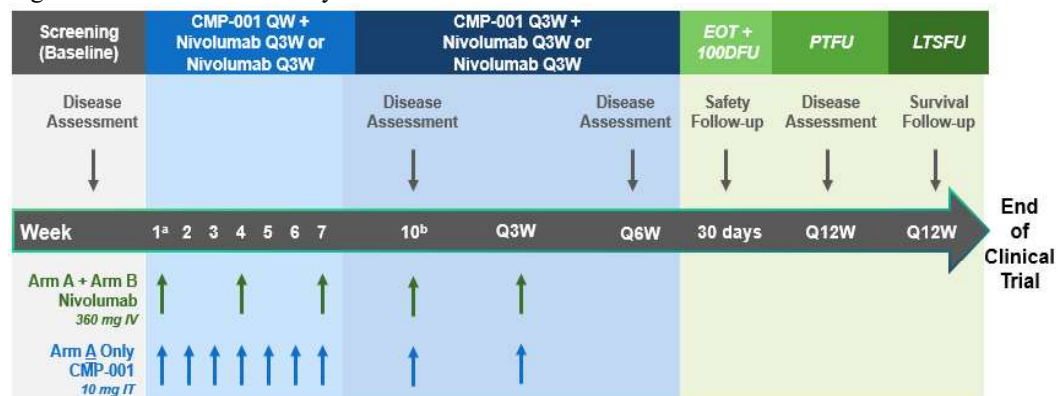 Screening
(Baseline)
CMP-001 QW +
Nivolumab Q3W or
Nivolumab Q3W
CMP-001 Q3W +
Nivolumab Q3W or
Nivolumab Q3W
EOT +
100DFU
PTFU
LTSFU
Disease
Assessment
Disease
Assessment
Disease
Assessment
Safety
Follow-up
Disease
Assessment
Survival
Follow-up
Week 1ᵃ 2 3 4 5 6 7 10ᵇ Q3W Q6W 30 days Q12W Q12W
End
of
Clinical
Trial
Arm A + Arm B
Nivolumab
360 mg IV
Arm A Only
CMP-001
10 mg IT